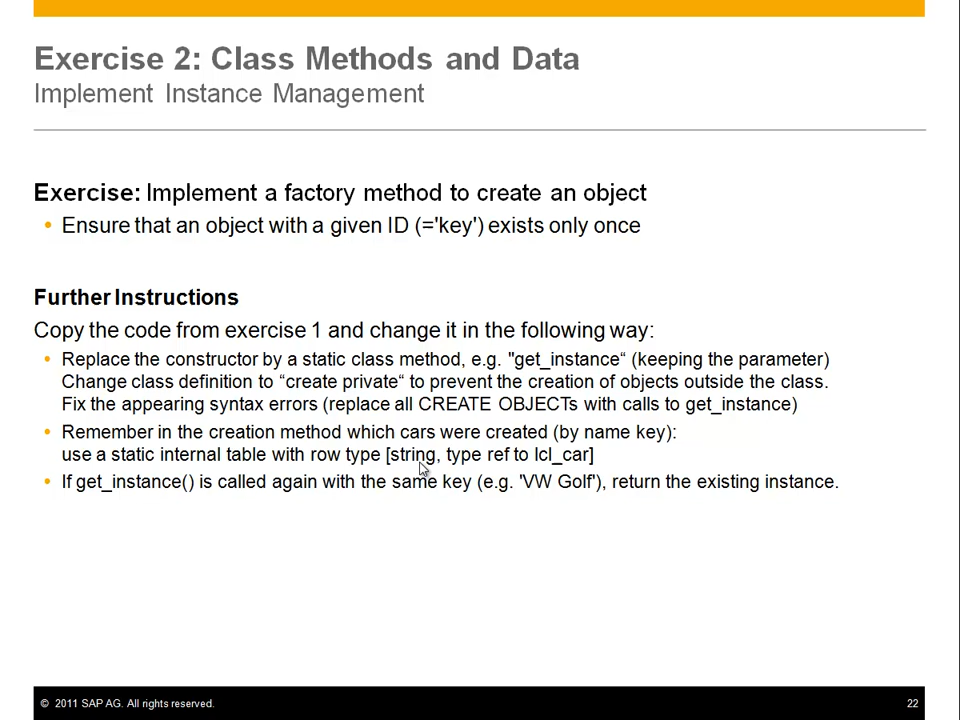 Exercise 2: Class Methods and Data
Implement Instance Management
Exercise: Implement a factory method to create an object
• Ensure that an object with a given ID (='key') exists only once
Further Instructions
Copy the code from exercise 1 and change it in the following way:
• Replace the constructor by a static class method, e.g. "get_instance“ (keeping the parameter)
Change class definition to “create private“ to prevent the creation of objects outside the class.
Fix the appearing syntax errors (replace all CREATE OBJECTs with calls to get_instance)
• Remember in the creation method which cars were created (by name key):
use a static internal table with row type [string, type ref to lcl_car]
• If get_instance() is called again with the same key (e.g. 'VW Golf'), return the existing instance.
© 2011 SAP AG. All rights reserved.
22